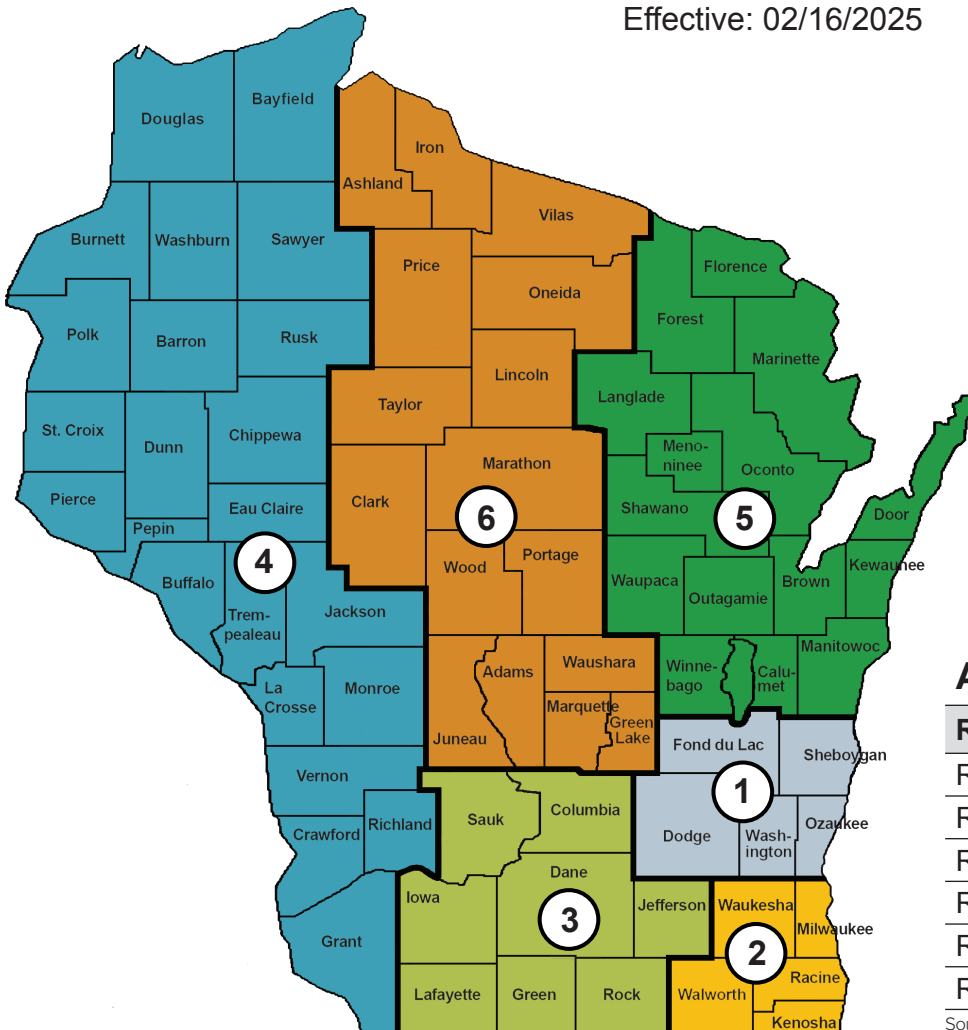 Effective: 02/16/2025
Douglas
Bayfield
Ashland
Iron
Vilas
Burnett
Washburn
Sawyer
Price
Oneida
Florence
Forest
Polk
Barron
Rusk
Lincoln
Marinette
Taylor
Langlade
St. Croix
Dunn
Chippewa
Marathon
Meno-
ninee
Oconto
Pierce
Eau Claire
Clark
6
Shawano
5
Door
Pepin
4
Wood
Portage
Waupaca
Outagamie
Brown
Kewaunee
Buffalo
Trem-
pealeau
Jackson
Adams
Waushara
Winne-
bago
Calu-
met
Manitowoc
La
Crosse
Monroe
Juneau
Marquette
Green
Lake
A
Vernon
Fond du Lac
Sheboygan
R
1
R
Crawford
Richland
Sauk
Columbia
Dodge
Wash-
ington
Ozaukee
R
R
Iowa
Dane
Jefferson
Waukesha
Milwaukee
R
3
2
Grant
R
Lafayette
Green
Rock
Walworth
Racine
R
Kenosha
Sou